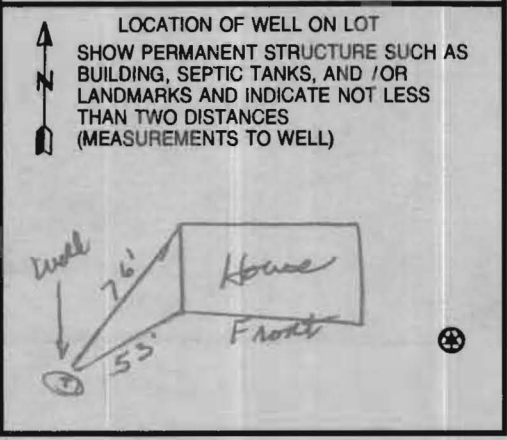 LOCATION OF WELL ON LOT
SHOW PERMANENT STRUCTURE SUCH AS
BUILDING, SEPTIC TANKS, AND / OR
LANDMARKS AND INDICATE NOT LESS
THAN TWO DISTANCES
(MEASUREMENTS TO WELL)
N
Well
76'
House
53'
Front